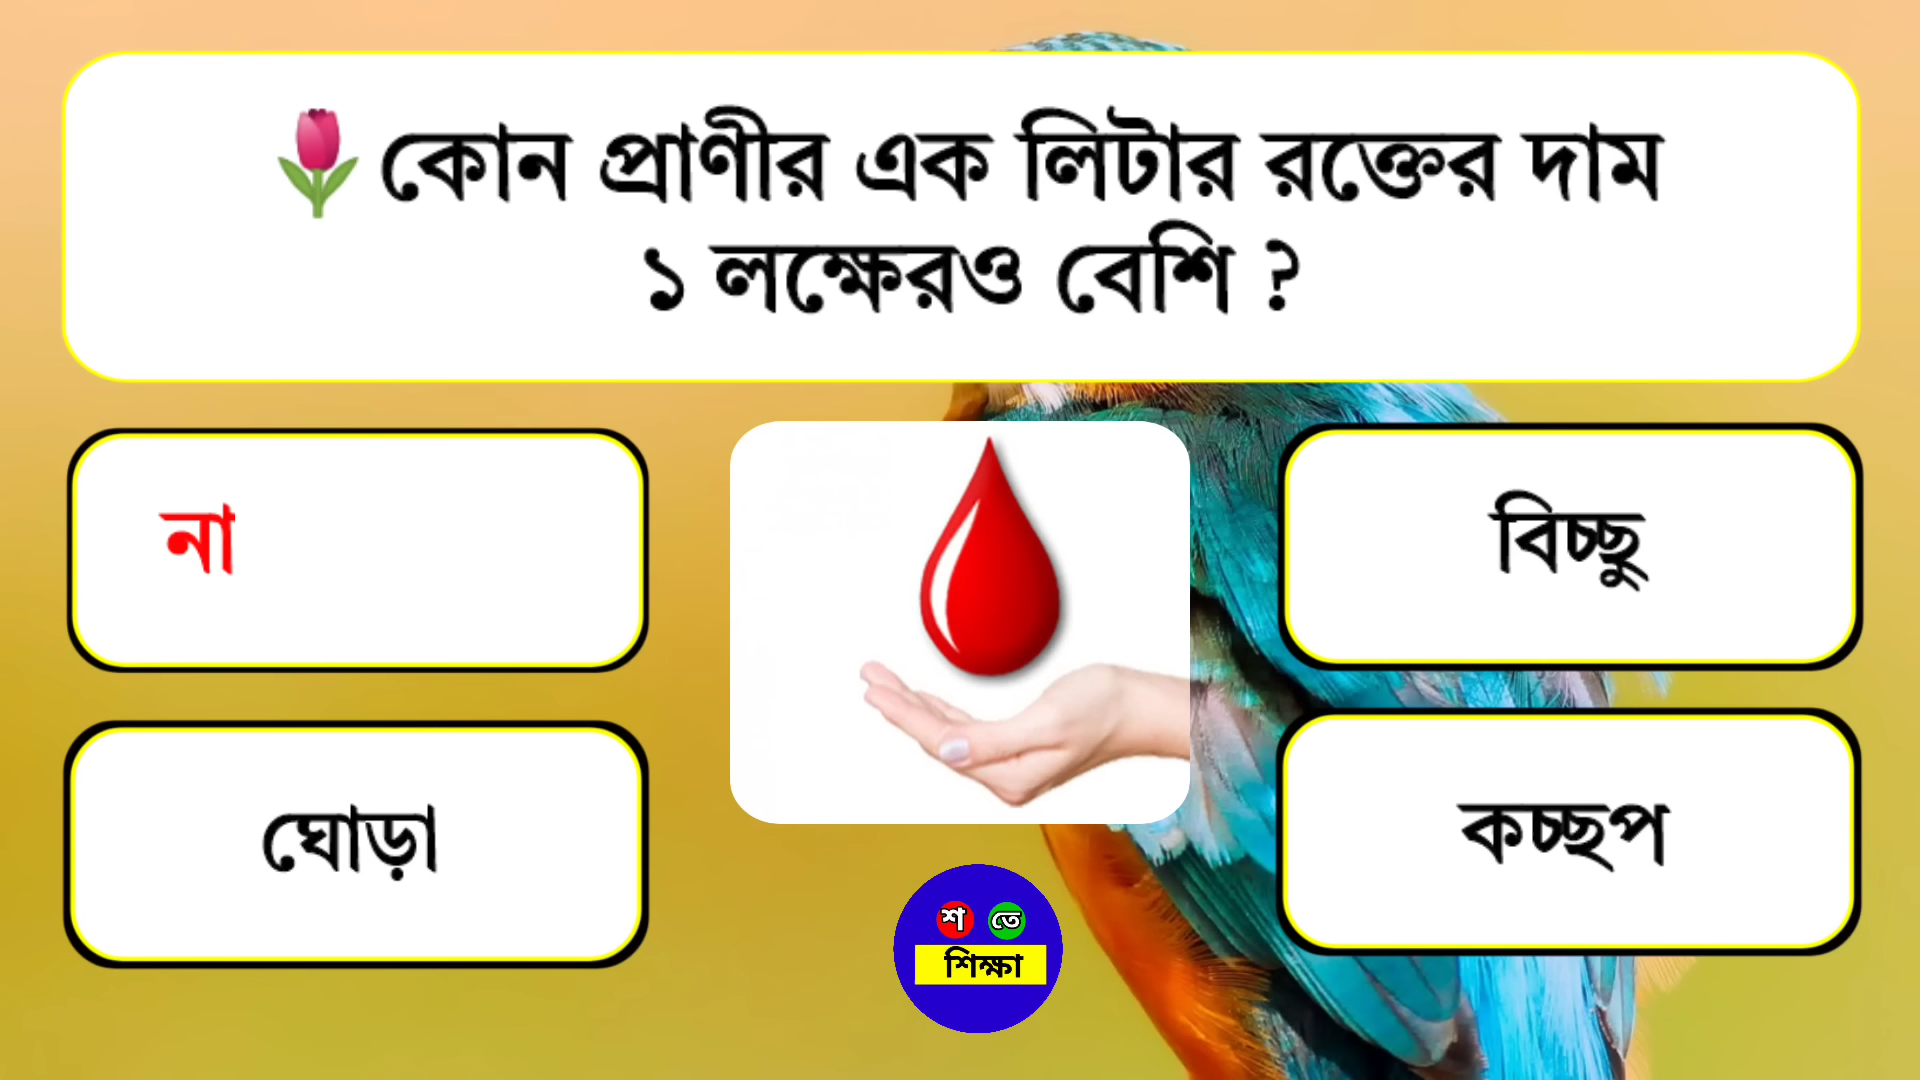 🌷কোন প্রাণীর এক লিটার রক্তের দাম
১ লক্ষেরও বেশি ?
না
বিচ্ছু
ঘোড়া
কচ্ছপ
শ তে
শিক্ষা